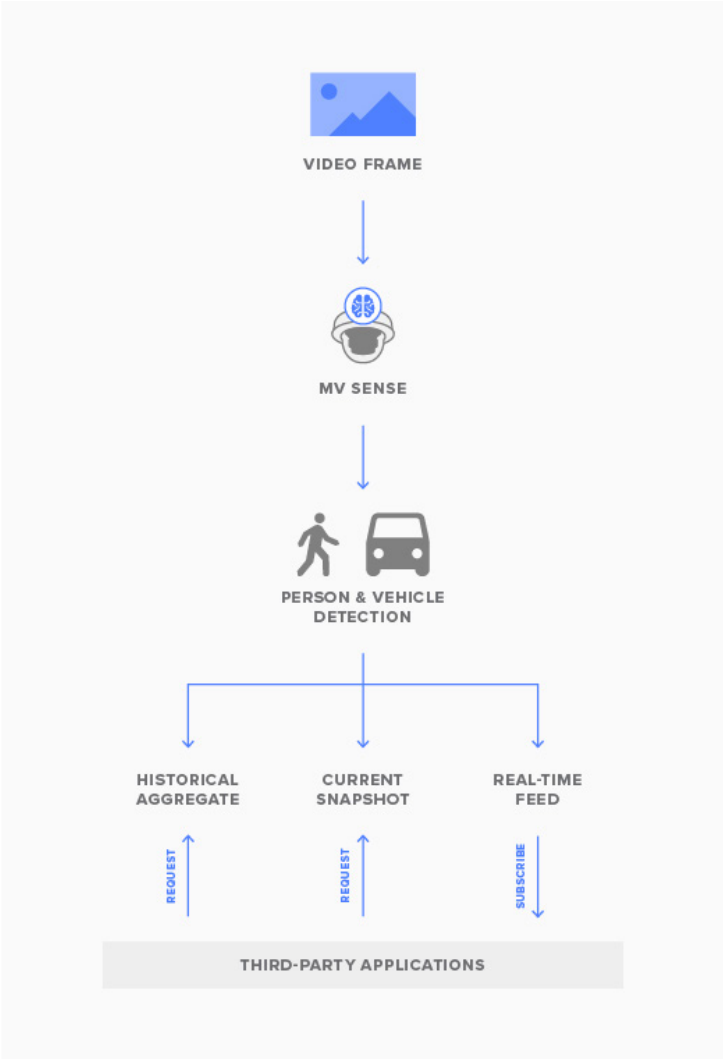 VIDEO FRAME
MV SENSE
PERSON & VEHICLE
DETECTION
HISTORICAL
AGGREGATE
CURRENT
SNAPSHOT
REAL-TIME
FEED
REQUEST
REQUEST
SUBSCRIBE
THIRD-PARTY APPLICATIONS